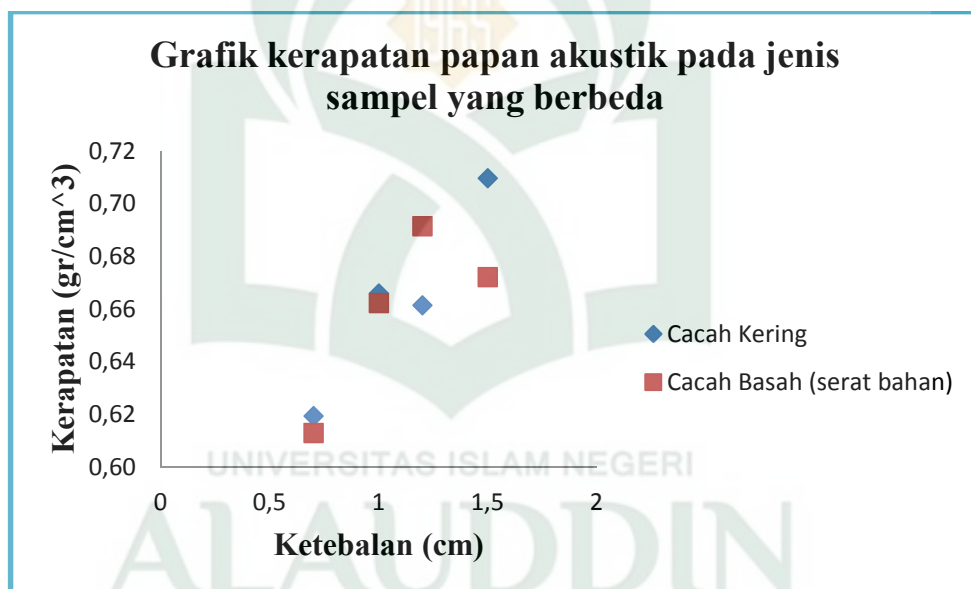 1965
Grafik kerapatan papan akustik pada jenis
sampel yang berbeda
Kerapatan (gr/cm^3)
0,72
0,70
0,68
0,66
0,64
0,62
0,60
0
0,5
1
1,5
2
Ketebalan (cm)
Cacah Kering
Cacah Basah (serat bahan)
UNIVERSITAS ISLAM NEGERI
ALAUDDIN